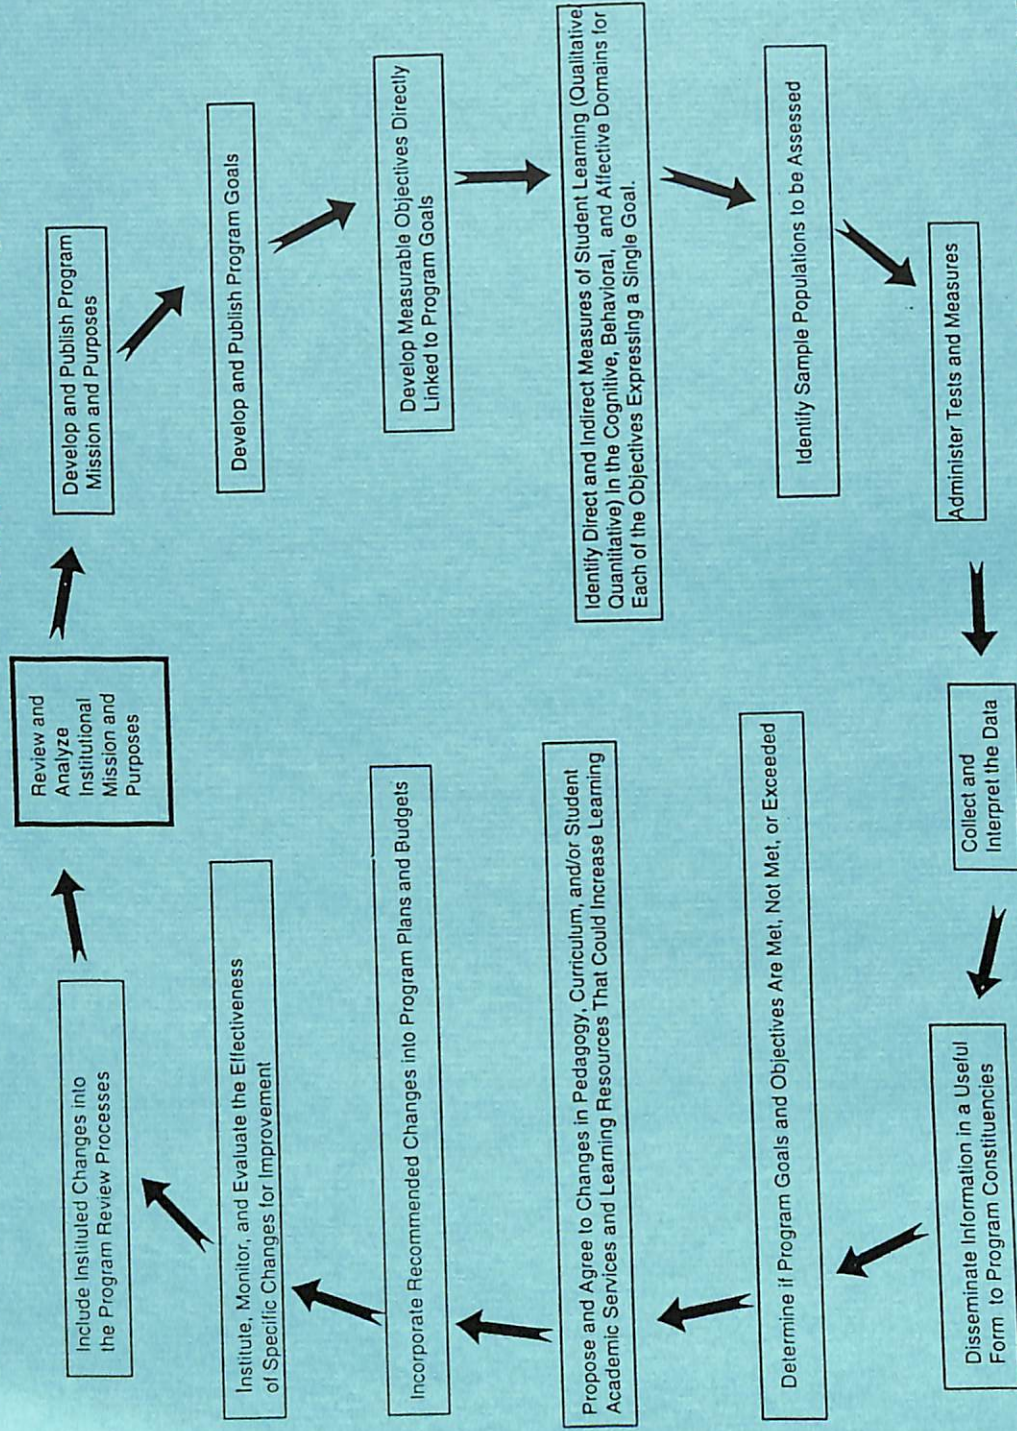 Review and
Analyze
Institutional
Mission and
Purposes
Develop and Publish Program
Mission and Purposes
Develop and Publish Program Goals
Develop Measurable Objectives Directly
Linked to Program Goals
Identify Direct and Indirect Measures of Student Learning (Qualitative
Quantitative) In the Cognitive, Behavioral, and Affective Domains for
Each of the Objectives Expressing a Single Goal.
Identify Sample Populations to be Assessed
Administer Tests and Measures
Collect and
Interpret the Data
Disseminate Information in a Useful
Form to Program Constituencies
Determine if Program Goals and Objectives Are Met, Not Met, or Exceeded
Propose and Agree to Changes in Pedagogy, Curriculum, and/or Student
Academic Services and Learning Resources That Could Increase Learning
Incorporate Recommended Changes into Program Plans and Budgets
Institute, Monitor, and Evaluate the Effectiveness
of Specific Changes for Improvement
Include Instituted Changes into
the Program Review Processes